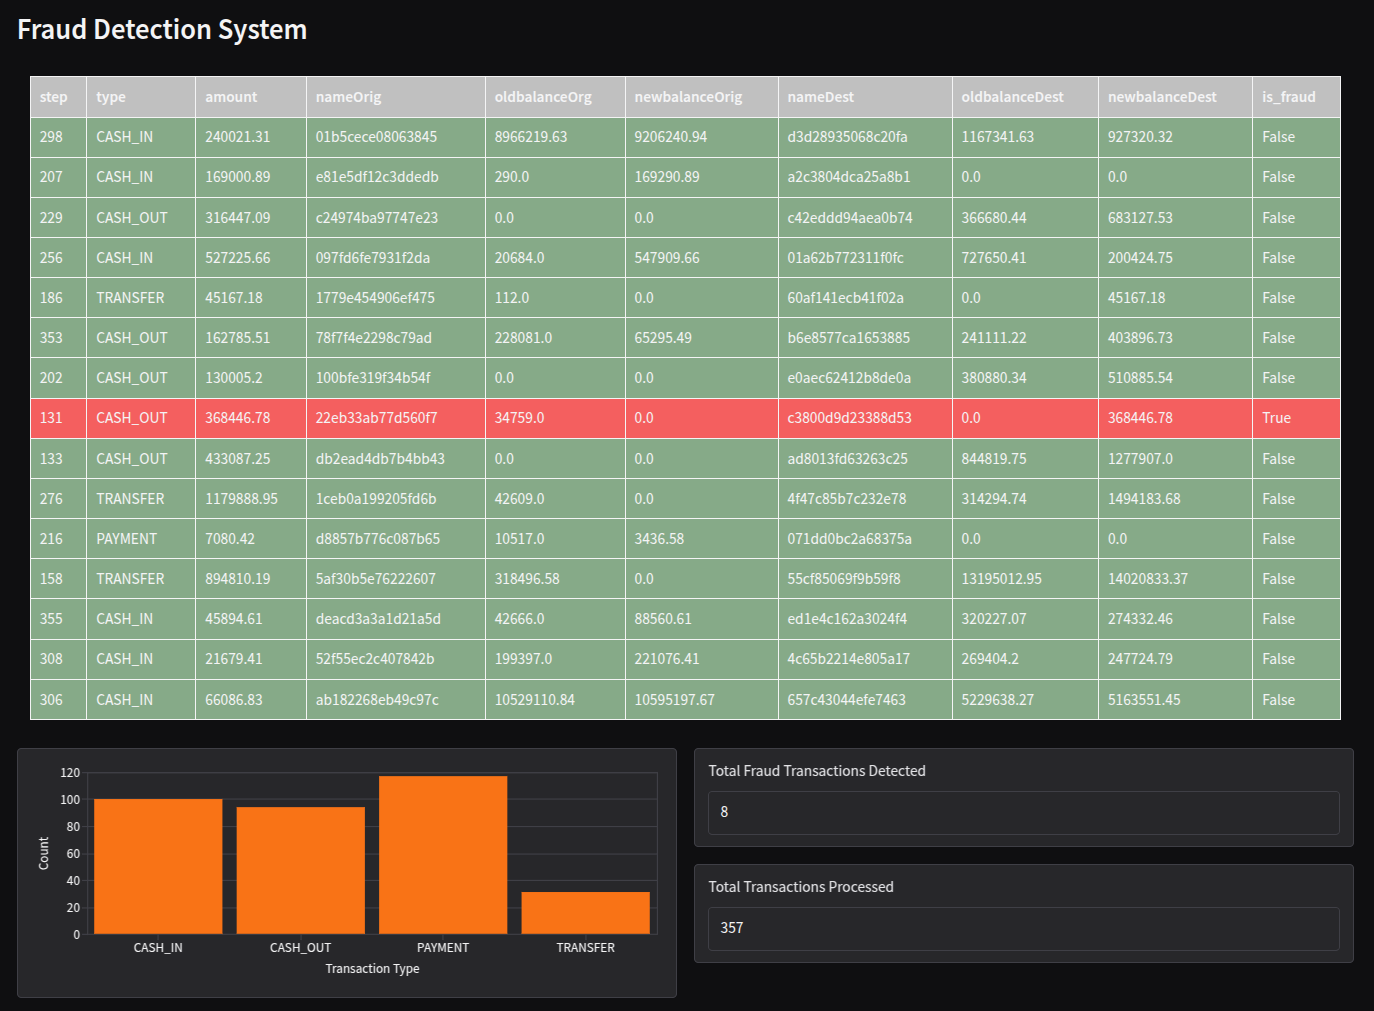 Fraud Detection System
step type amount nameOrig oldbalanceOrg newbalanceOrig nameDest oldbalanceDest newbalanceDest is_fraud
298 CASH_IN 240021.31 01b5cece08063845 8966219.63 9206240.94 d3d28935068c20fa 1167341.63 927320.32 False
207 CASH_IN 169000.89 e81e5df12c3ddedb 290.0 169290.89 a2c3804dca25a8b1 0.0 0.0 False
229 CASH_OUT 316447.09 c24974ba97747e23 0.0 0.0 c42eddd94aea0b74 366680.44 683127.53 False
256 CASH_IN 527225.66 097fd6fe7931f2da 20684.0 547909.66 01a62b772311f0fc 727650.41 200424.75 False
186 TRANSFER 45167.18 1779e454906ef475 112.0 0.0 60af141ecb41f02a 0.0 45167.18 False
353 CASH_OUT 162785.51 78f7f4e2298c79ad 228081.0 65295.49 b6e8577ca1653885 241111.22 403896.73 False
202 CASH_OUT 130005.2 100bfe319f34b54f 0.0 0.0 e0aec62412b8de0a 380880.34 510885.54 False
131 CASH_OUT 368446.78 22eb33ab77d560f7 34759.0 0.0 c3800d9d23388d53 0.0 368446.78 True
133 CASH_OUT 433087.25 db2ead4db7b4bb43 0.0 0.0 ad8013fd63263c25 844819.75 1277907.0 False
276 TRANSFER 1179888.95 1ceb0a199205fd6b 42609.0 0.0 4f47c85b7c232e78 314294.74 1494183.68 False
216 PAYMENT 7080.42 d8857b776c087b65 10517.0 3436.58 071dd0bc2a68375a 0.0 0.0 False
158 TRANSFER 894810.19 5af30b5e76222607 318496.58 0.0 55cf85069f9b59f8 13195012.95 14020833.37 False
355 CASH_IN 45894.61 deacd3a3a1d21a5d 42666.0 88560.61 ed1e4c162a3024f4 320227.07 274332.46 False
308 CASH_IN 21679.41 52f55ec2c407842b 199397.0 221076.41 4c65b2214e805a17 269404.2 247724.79 False
306 CASH_IN 66086.83 ab182268eb49c97c 10529110.84 10595197.67 657c43044efe7463 5229638.27 5163551.45 False
120
100
80
60
40
20
0
Count
CASH_IN CASH_OUT PAYMENT TRANSFER
Transaction Type
Total Fraud Transactions Detected
8
Total Transactions Processed
357